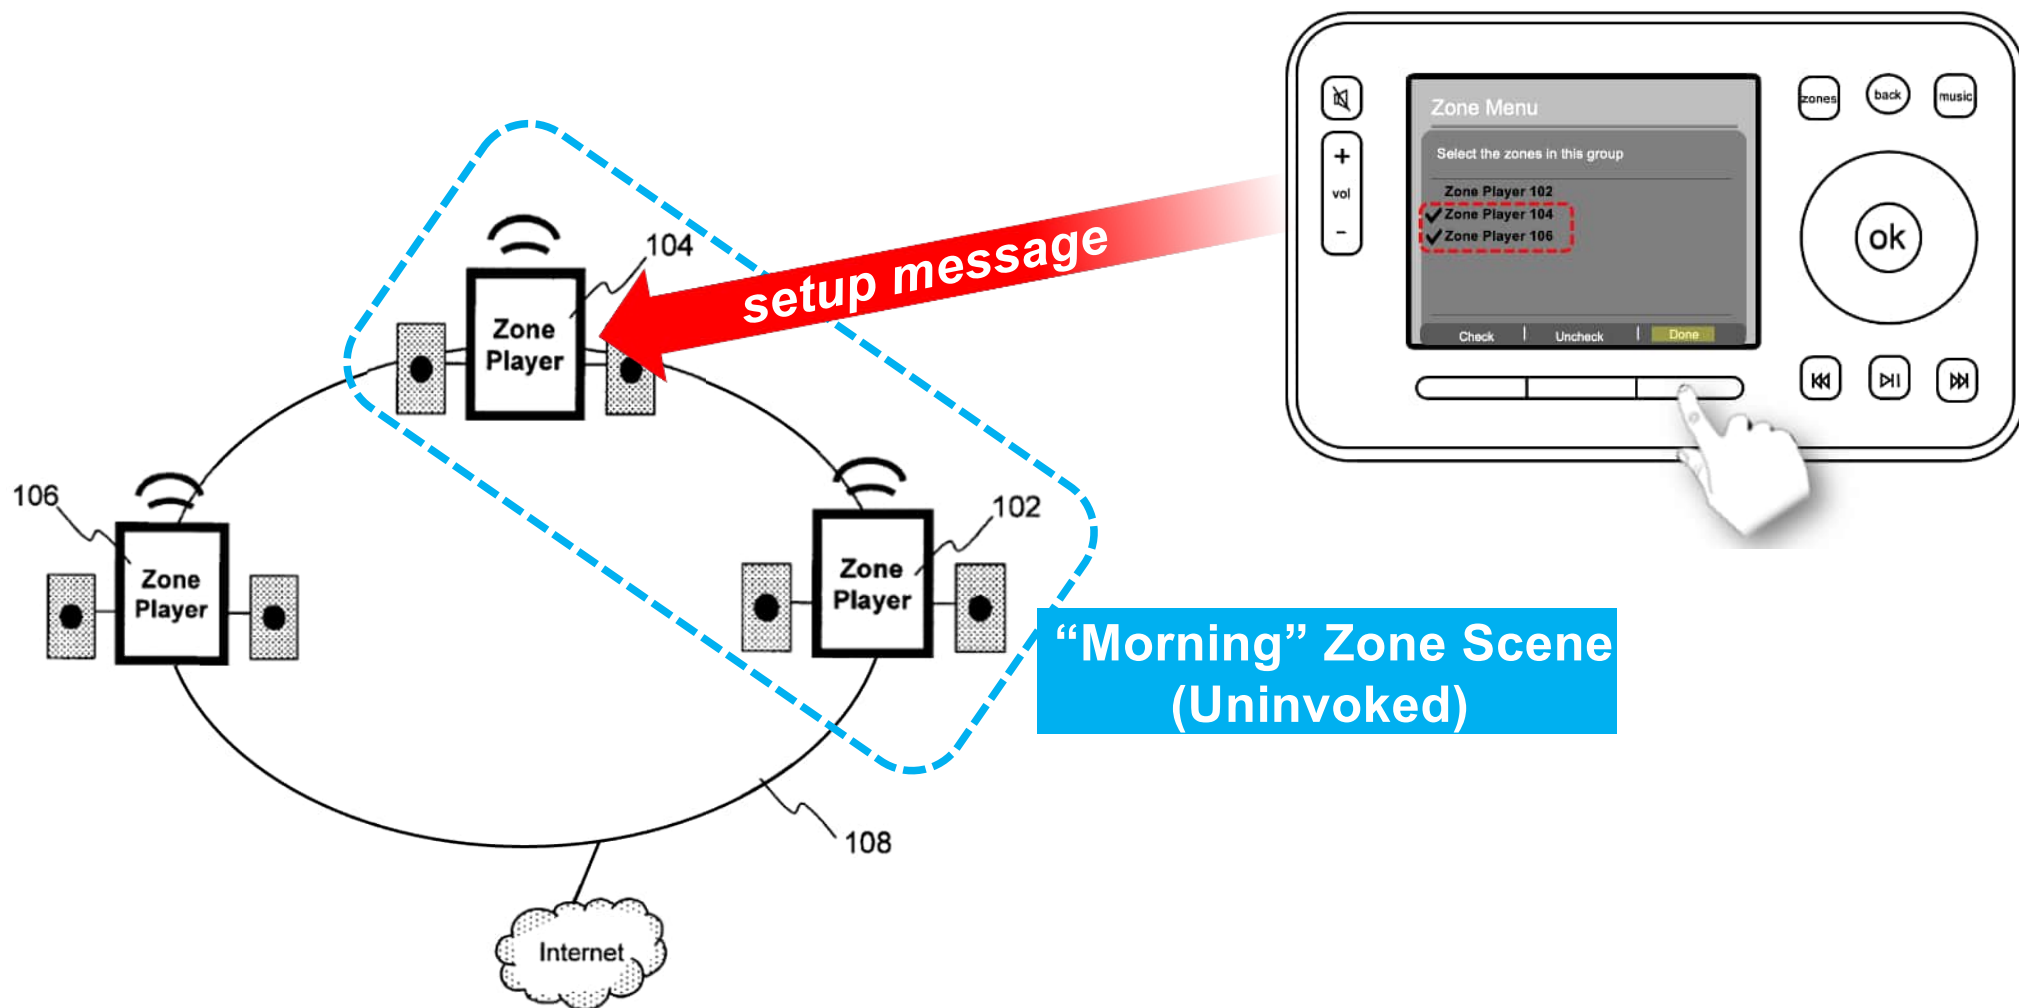 zones
back
music
Zone Menu
Select the zones in this group
Zone Player 102
Zone Player 104
Zone Player 106
Check
Uncheck
Done
+
vol
-
ok
setup message
104
Zone
Player
106
Zone
Player
102
Zone
Player
“Morning” Zone Scene
(Uninvoked)
108
Internet